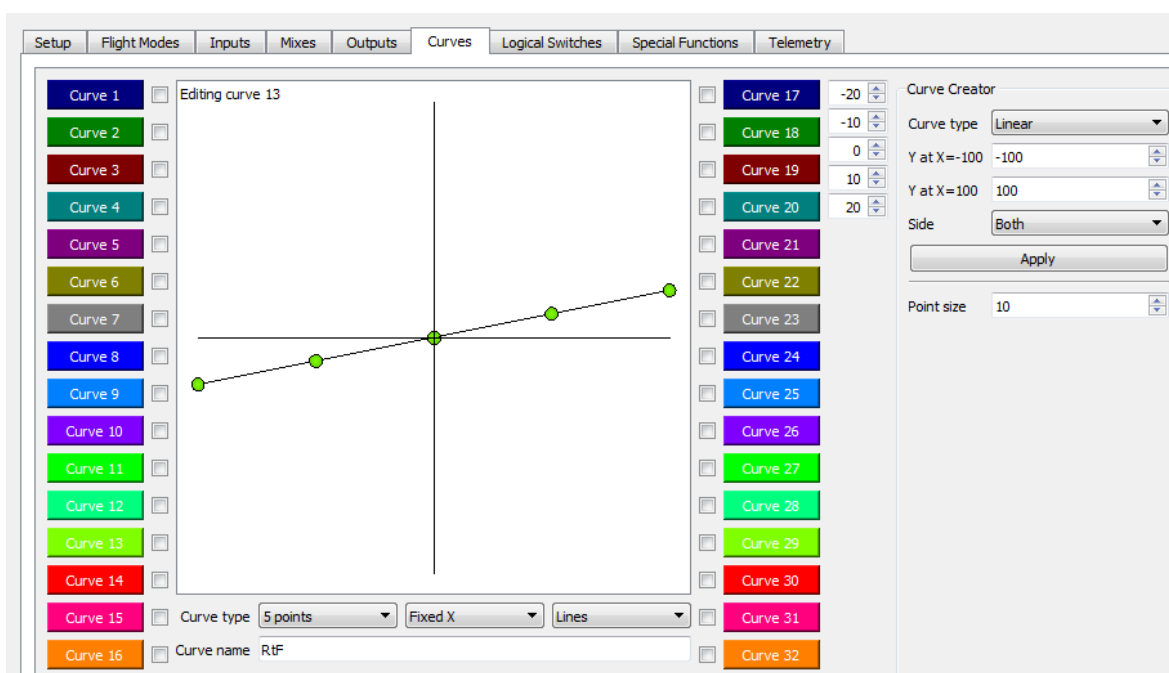 Setup Flight Modes Inputs Mixes Outputs Curves Logical Switches Special Functions Telemetry
Curve 1 Editing curve 13 Curve 17 -20 Curve Creator
Curve 2 Curve 18 -10 Curve type Linear
Curve 3 Curve 19 0 Y at X=-100 -100
Curve 4 Curve 20 10 Y at X=100 100
20 Side Both
Curve 5 Curve 21 Apply
Curve 6 Curve 22
Curve 7 Curve 23 Point size 10
Curve 8 Curve 24
Curve 9 Curve 25
Curve 10 Curve 26
Curve 11 Curve 27
Curve 12 Curve 28
Curve 13 Curve 29
Curve 14 Curve 30
Curve 15 Curve type 5 points Fixed X Lines Curve 31
Curve 16 Curve name RtF Curve 32